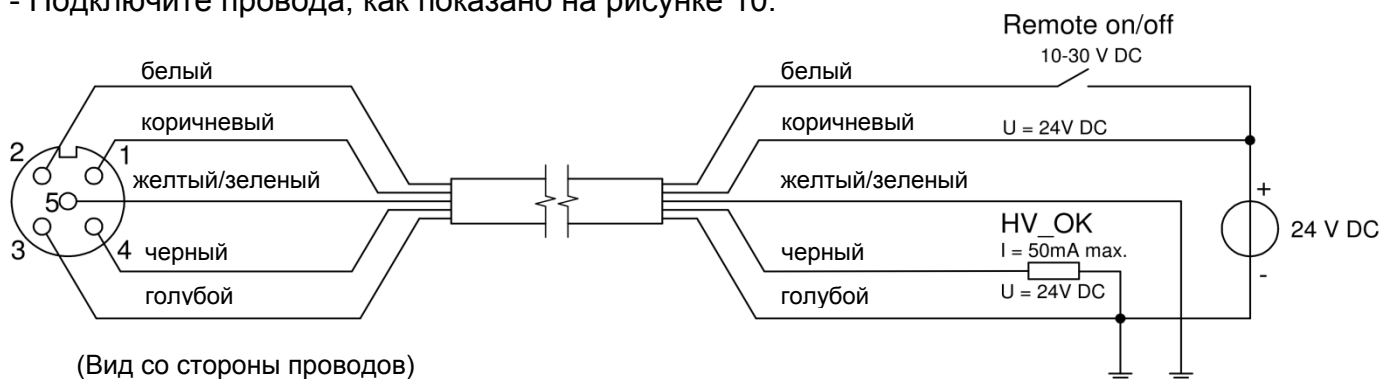 - Подключите провода, как показано на рисунке 10.
Remote on/off
10-30 V DC
белый
белый
коричневый
коричневый
U = 24V DC
2
1
желтый/зеленый
желтый/зеленый
5
+
24 V DC
-
HV_OK
I = 50mA max.
3
4
черный
черный
U = 24V DC
голубой
голубой
(Вид со стороны проводов)